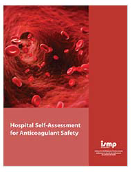 Hospital Self-Assessment
for Anticoagulant Safety
ismp